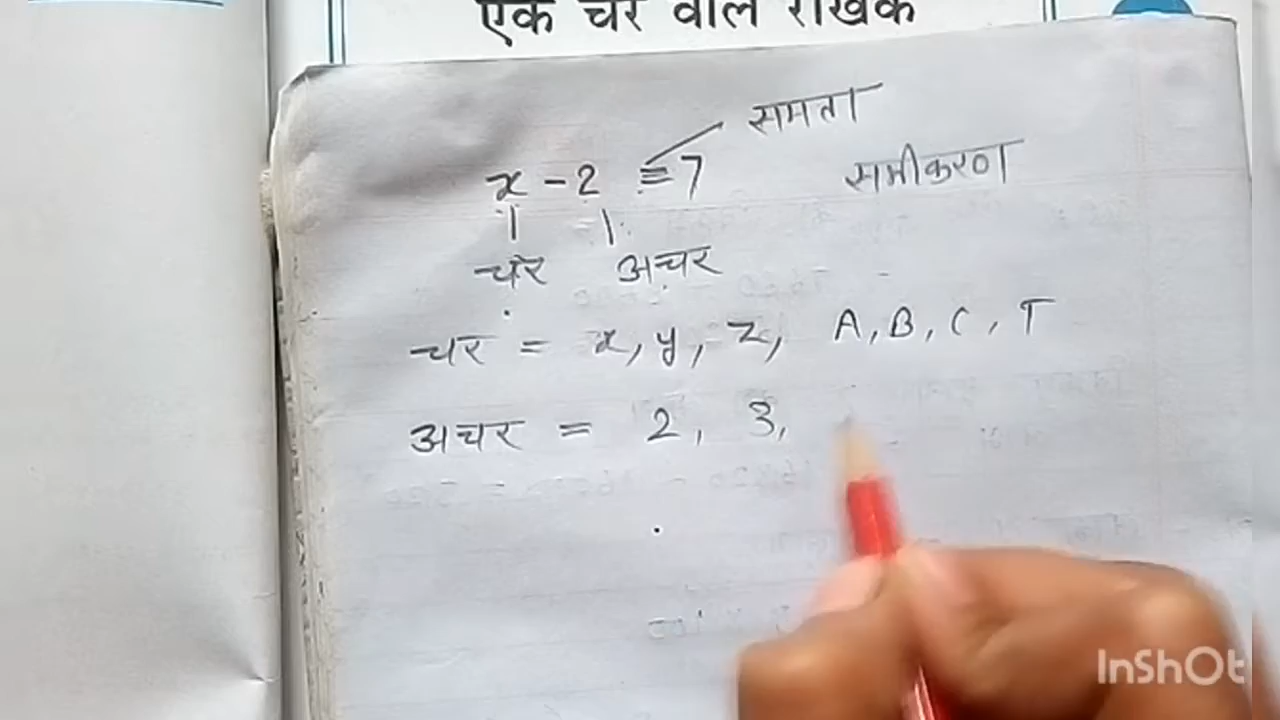 एक चर वाले रैखिक
समता
x - 2 = 7
समीकरण
चर अचर
चर = x, y, z, A, B, C, T
अचर = 2, 3,
InShOt